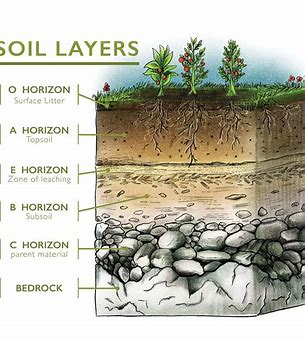 SOIL LAYERS
O HORIZON
Surface Litter
A HORIZON
Topsoil
E HORIZON
Zone of leaching
B HORIZON
Subsoil
C HORIZON
parent material
BEDROCK